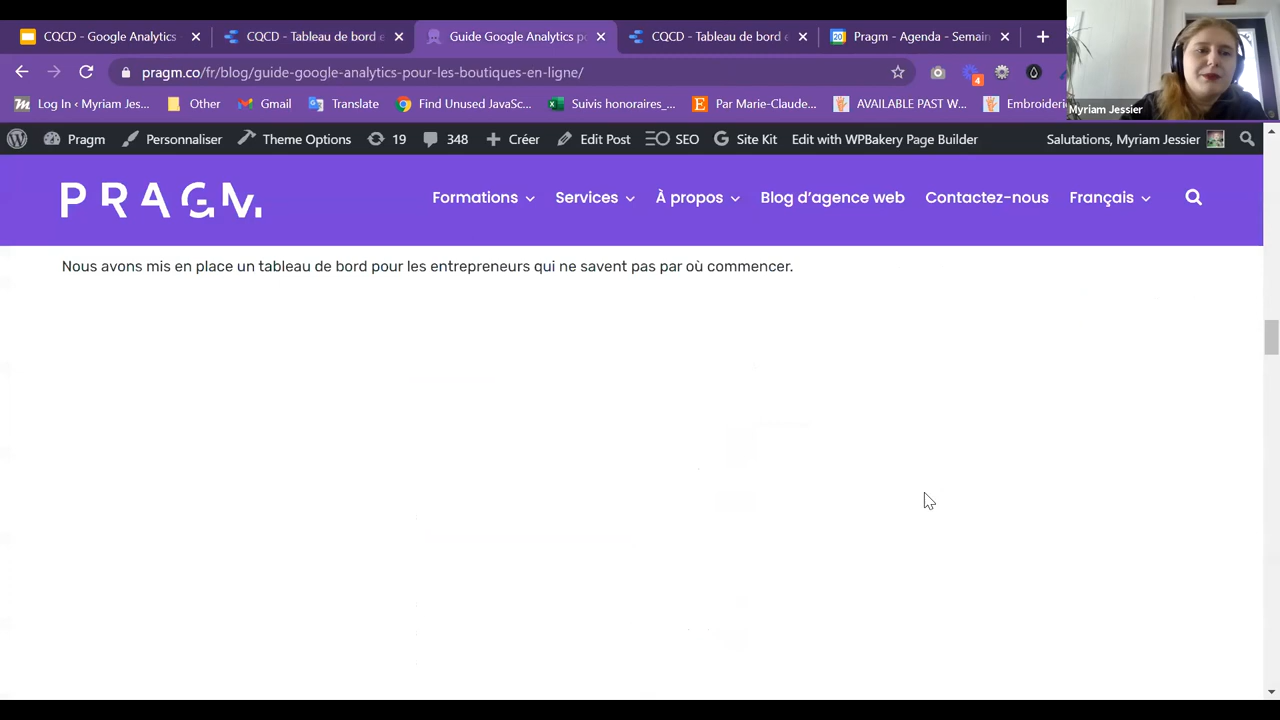 CQCD - Google Analytics
CQCD - Tableau de bord e
Guide Google Analytics po
CQCD - Tableau de bord e
20
Pragm - Agenda - Semain
pragm.co/fr/blog/guide-google-analytics-pour-les-boutiques-en-ligne/
4
Log In ‹ Myriam Jes...
Other
Gmail
Translate
Find Unused JavaSc...
Suivis honoraires_...
Par Marie-Claude...
AVAILABLE PAST W...
Embroiderie
Myriam Jessier
Pragm
Personnaliser
Theme Options
19
348
Créer
Edit Post
SEO
Site Kit
Edit with WPBakery Page Builder
Salutations, Myriam Jessier
PRAGM.
Formations
Services
À propos
Blog d’agence web
Contactez-nous
Français
Nous avons mis en place un tableau de bord pour les entrepreneurs qui ne savent pas par où commencer.